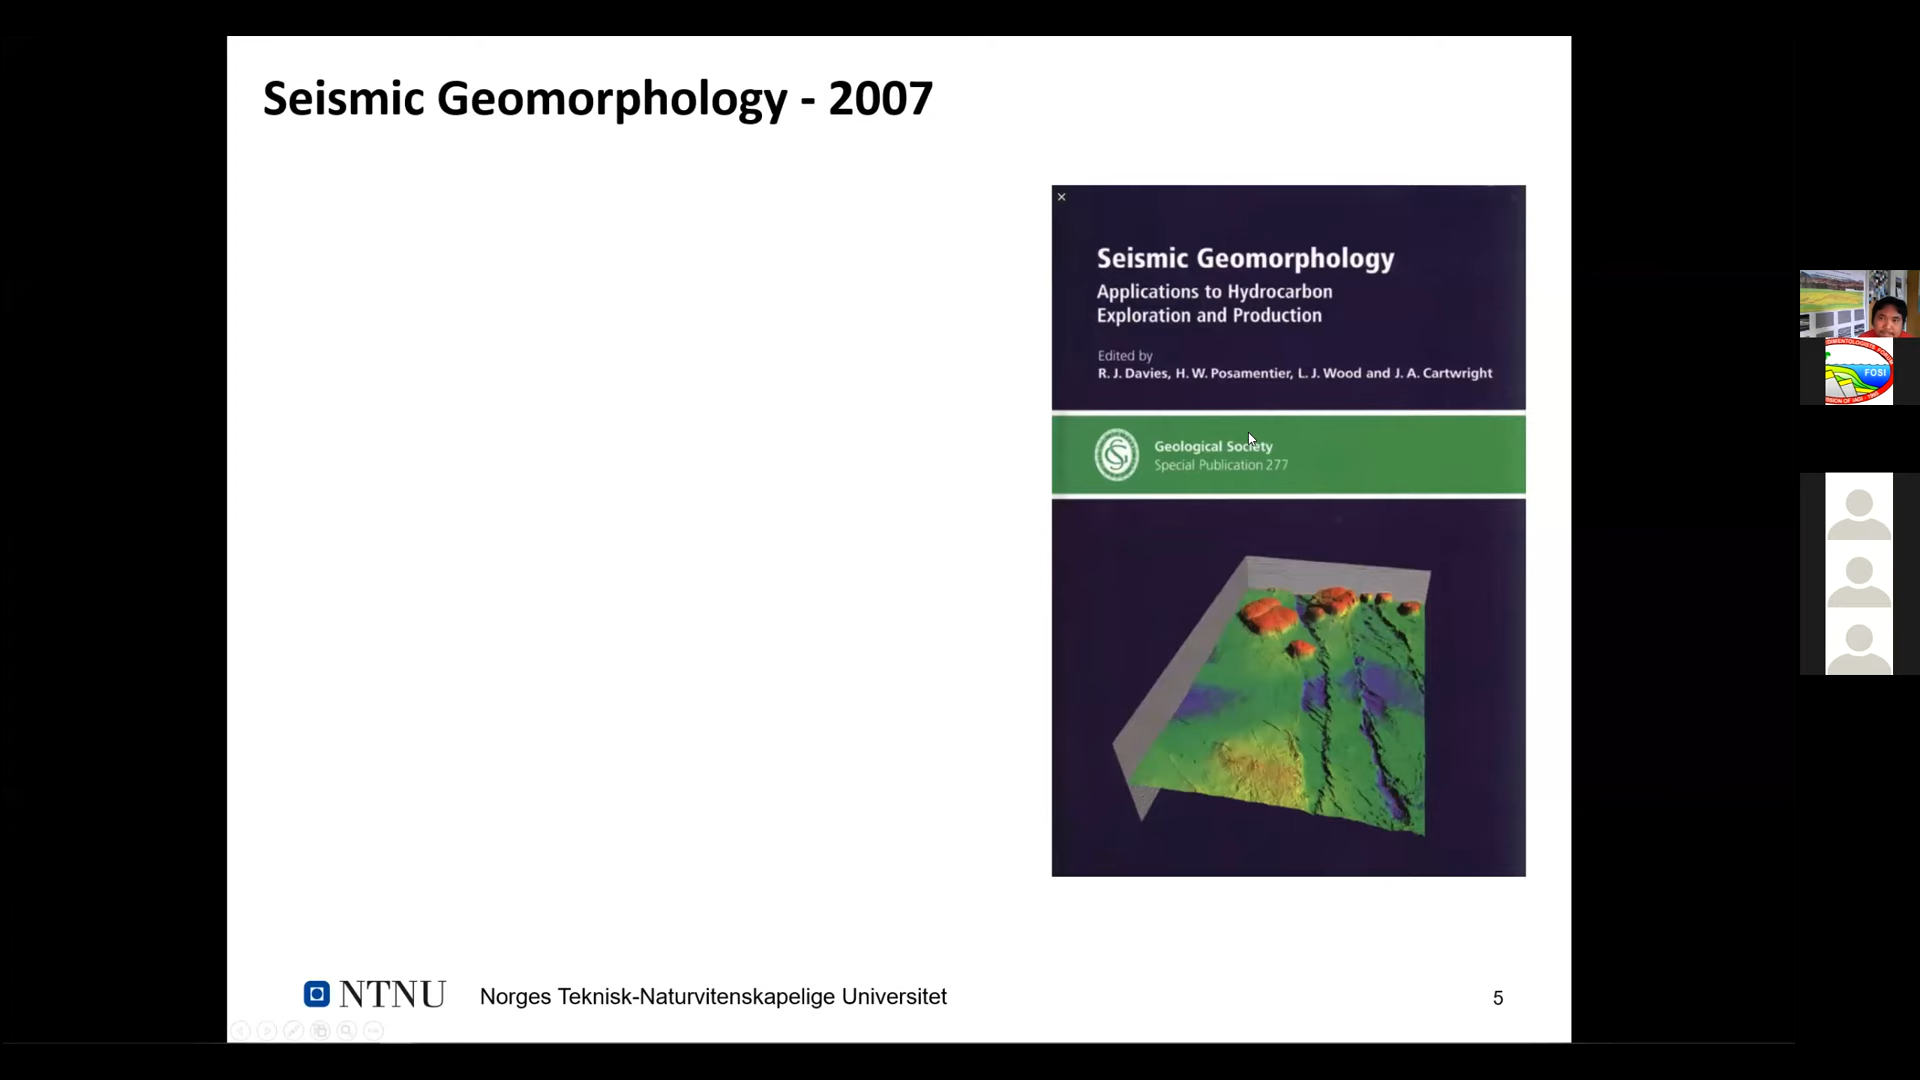 Seismic Geomorphology - 2007
Seismic Geomorphology
Applications to Hydrocarbon
Exploration and Production
Edited by
R. J. Davies, H. W. Posamentier, L. J. Wood and J. A. Cartwright
Geological Society
Special Publication 277
NTNU
Norges Teknisk-Naturvitenskapelige Universitet
5
FOSI